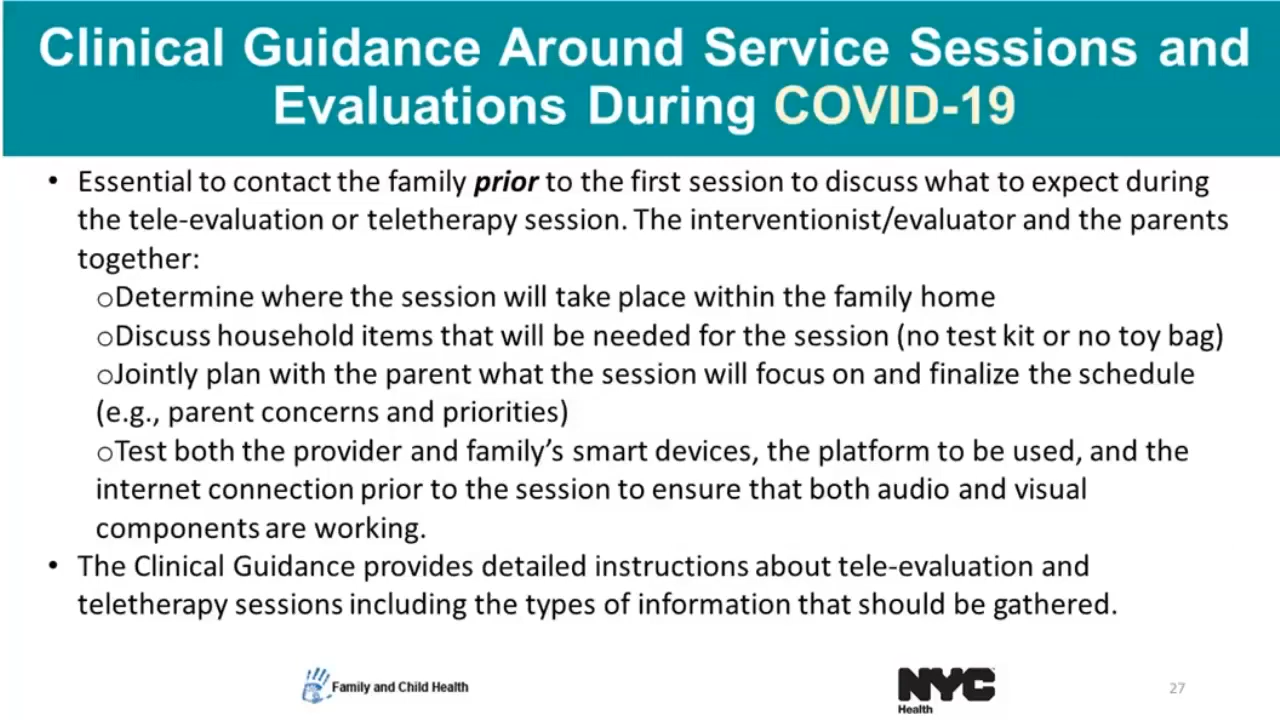 Clinical Guidance Around Service Sessions and
Evaluations During COVID-19
• Essential to contact the family prior to the first session to discuss what to expect during
the tele-evaluation or teletherapy session. The interventionist/evaluator and the parents
together:
oDetermine where the session will take place within the family home
oDiscuss household items that will be needed for the session (no test kit or no toy bag)
oJointly plan with the parent what the session will focus on and finalize the schedule
(e.g., parent concerns and priorities)
oTest both the provider and family’s smart devices, the platform to be used, and the
internet connection prior to the session to ensure that both audio and visual
components are working.
• The Clinical Guidance provides detailed instructions about tele-evaluation and
teletherapy sessions including the types of information that should be gathered.
Family and Child Health
NYC
Health
27